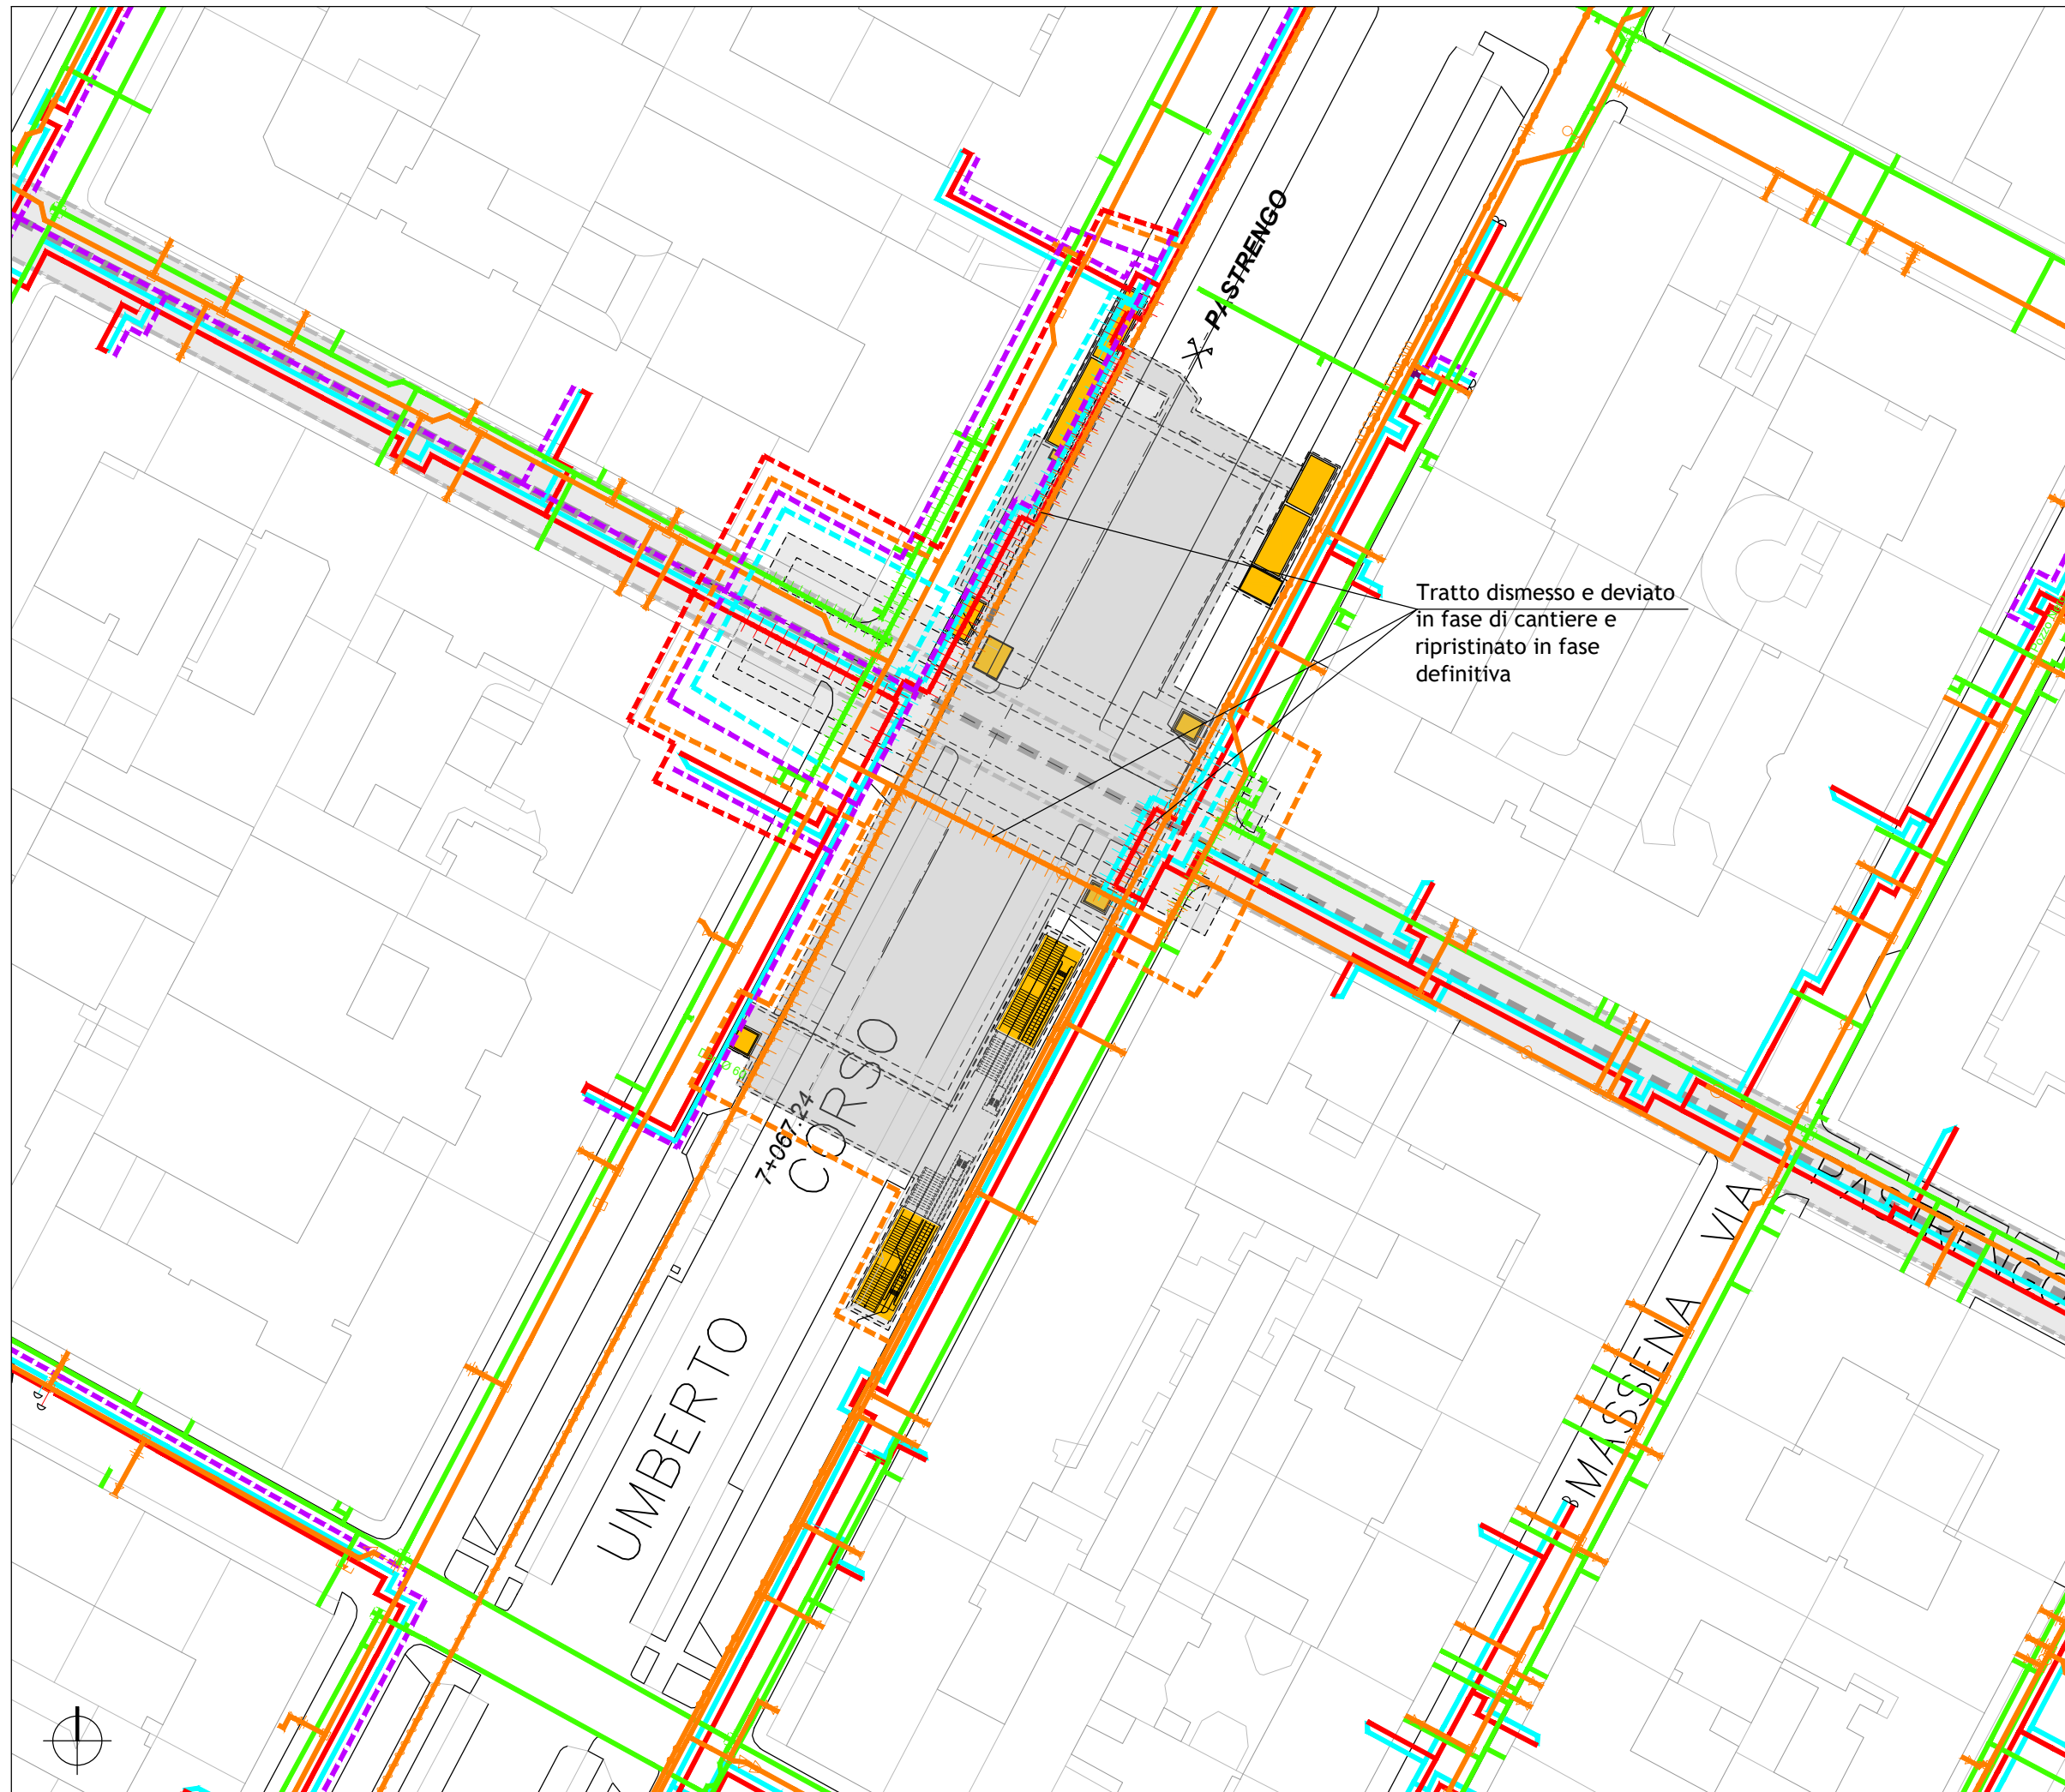 PASTRENGO
Tratto dismesso e deviato
in fase di cantiere e
ripristinato in fase
definitiva
7+067.24
CORSO
UMBERTO
VIA
MASSENA
PASTRENGO